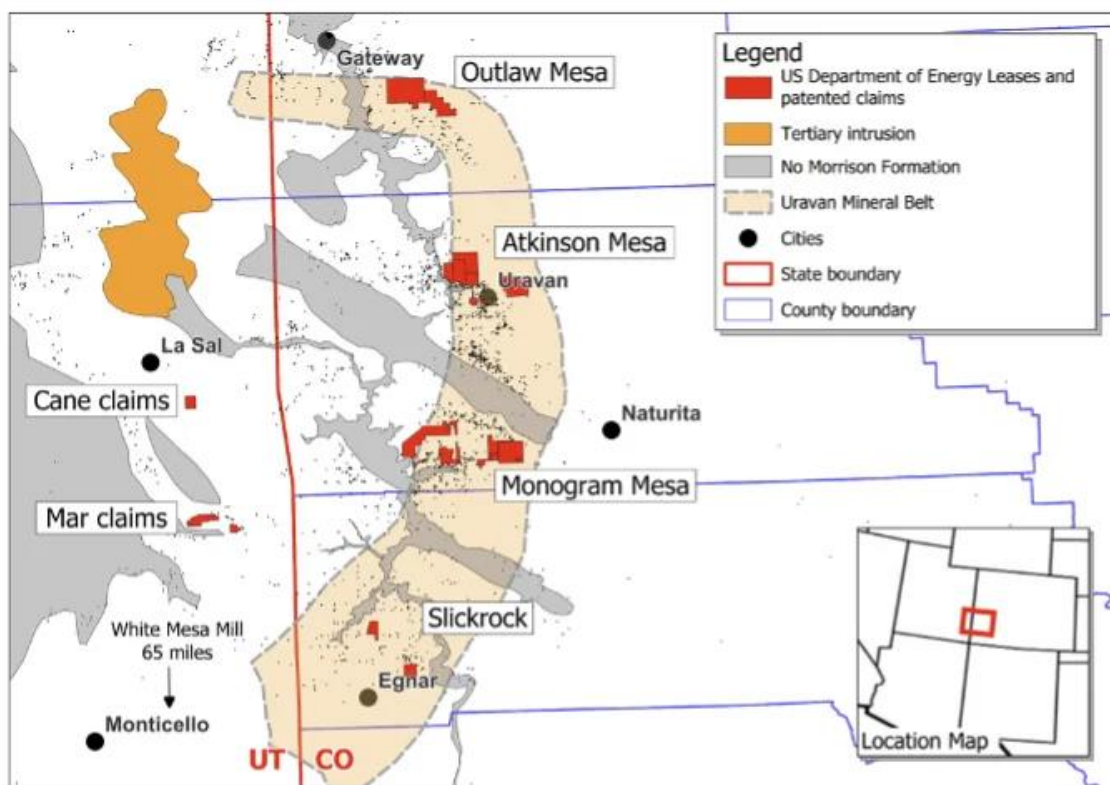 Gateway
Outlaw Mesa
Legend
US Department of Energy Leases and
patented claims
Tertiary intrusion
No Morrison Formation
Uravan Mineral Belt
Cities
State boundary
County boundary
Atkinson Mesa
Uravan
La Sal
Cane claims
Naturita
Monogram Mesa
Mar claims
Slickrock
White Mesa Mill
65 miles
Egnar
Monticello
UT CO
Location Map